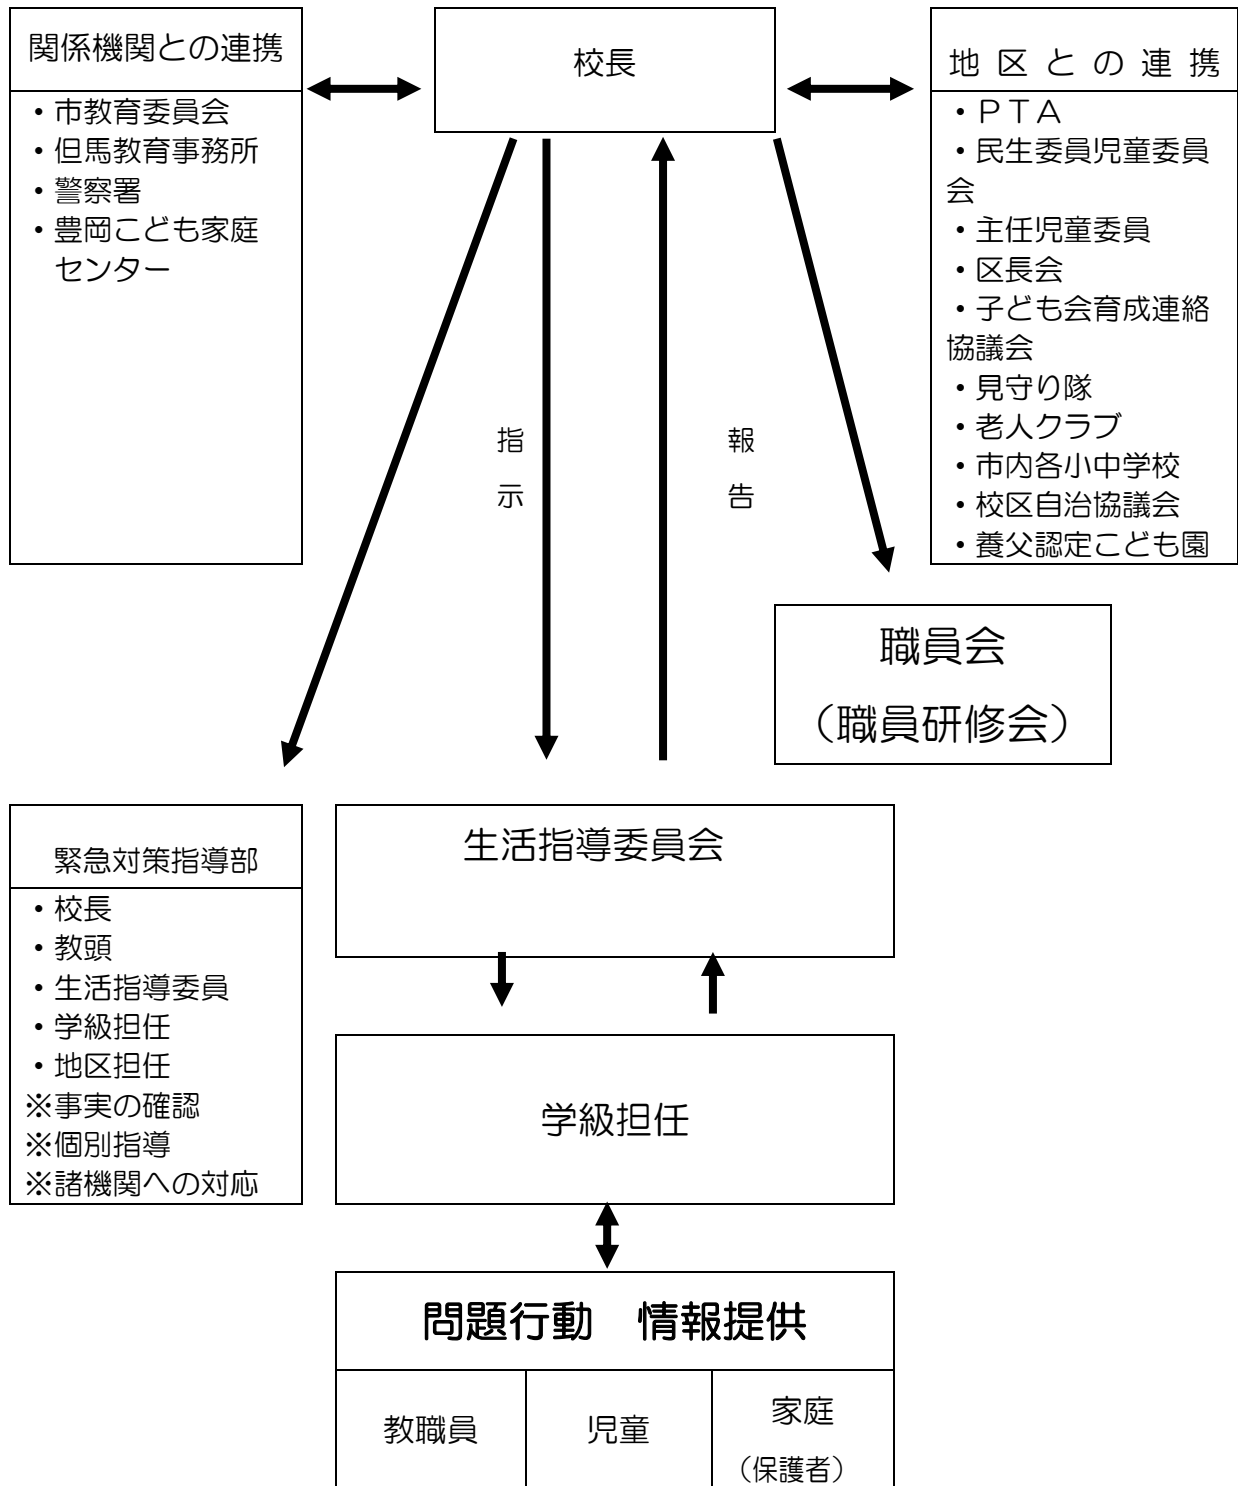 関係機関との連携
・市教育委員会
・但馬教育事務所
・警察署
・豊岡こども家庭
センター
校長
地区との連携
・ＰＴＡ
・民生委員児童委員
会
・主任児童委員
・区長会
・子ども会育成連絡
協議会
・見守り隊
・老人クラブ
・市内各小中学校
・校区自治協議会
・養父認定こども園
指
示
報
告
職員会
（職員研修会）
緊急対策指導部
・校長
・教頭
・生活指導委員
・学級担任
・地区担任
※事実の確認
※個別指導
※諸機関への対応
生活指導委員会
学級担任
問題行動　情報提供
教職員
児童
家庭
（保護者）